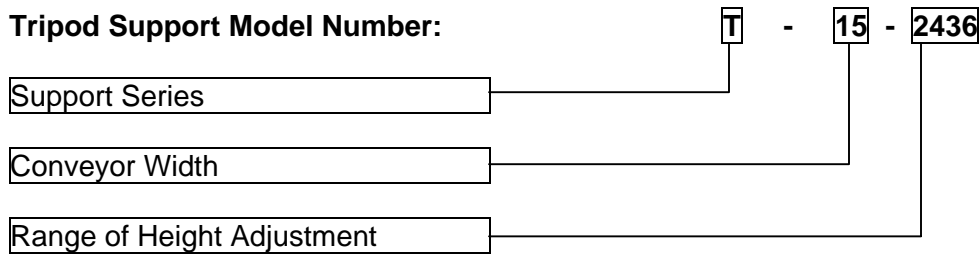 Tripod Support Model Number: T - 15 - 2436
Support Series
Conveyor Width
Range of Height Adjustment